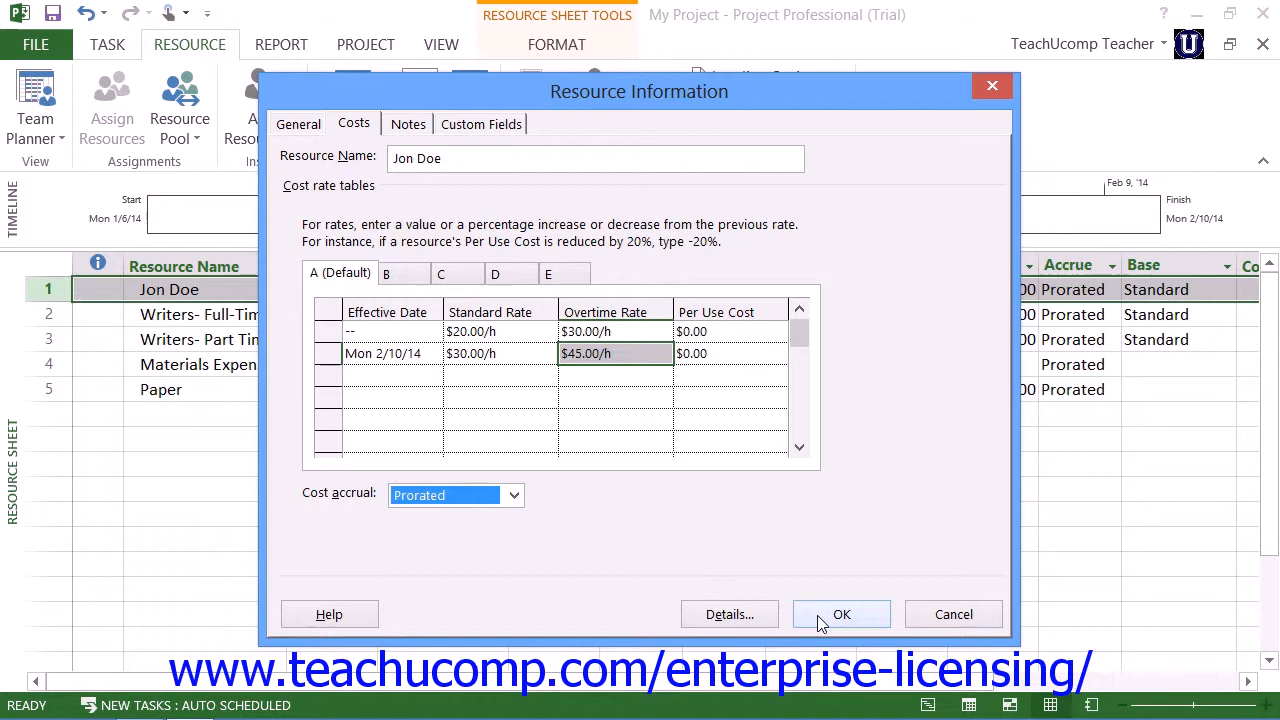 RESOURCE SHEET TOOLS
My Project - Project Professional (Trial)
?
FILE
TASK
RESOURCE
REPORT
PROJECT
VIEW
FORMAT
TeachUcomp Teacher
U
Team
Planner
Assign
Resources
Resource
Pool
View
Assignments
TIMELINE
Start
Mon 1/6/14
Feb 9, '14
Finish
Mon 2/10/14
Resource Information
General
Costs
Notes
Custom Fields
Resource Name:
Jon Doe
Cost rate tables
For rates, enter a value or a percentage increase or decrease from the previous rate.
For instance, if a resource's Per Use Cost is reduced by 20%, type -20%.
A (Default)
B
C
D
E
Effective Date
Standard Rate
Overtime Rate
Per Use Cost
--
$20.00/h
$30.00/h
$0.00
Mon 2/10/14
$30.00/h
$45.00/h
$0.00
Cost accrual:
Prorated
Help
Details...
OK
Cancel
Resource Name
Accrue
Base
Co
1
Jon Doe
00 Prorated
Standard
2
Writers- Full-Tim
00 Prorated
Standard
3
Writers- Part Tim
00 Prorated
Standard
4
Materials Expen
Prorated
5
Paper
00 Prorated
RESOURCE SHEET
www.teachucomp.com/enterprise-licensing/
READY
NEW TASKS : AUTO SCHEDULED